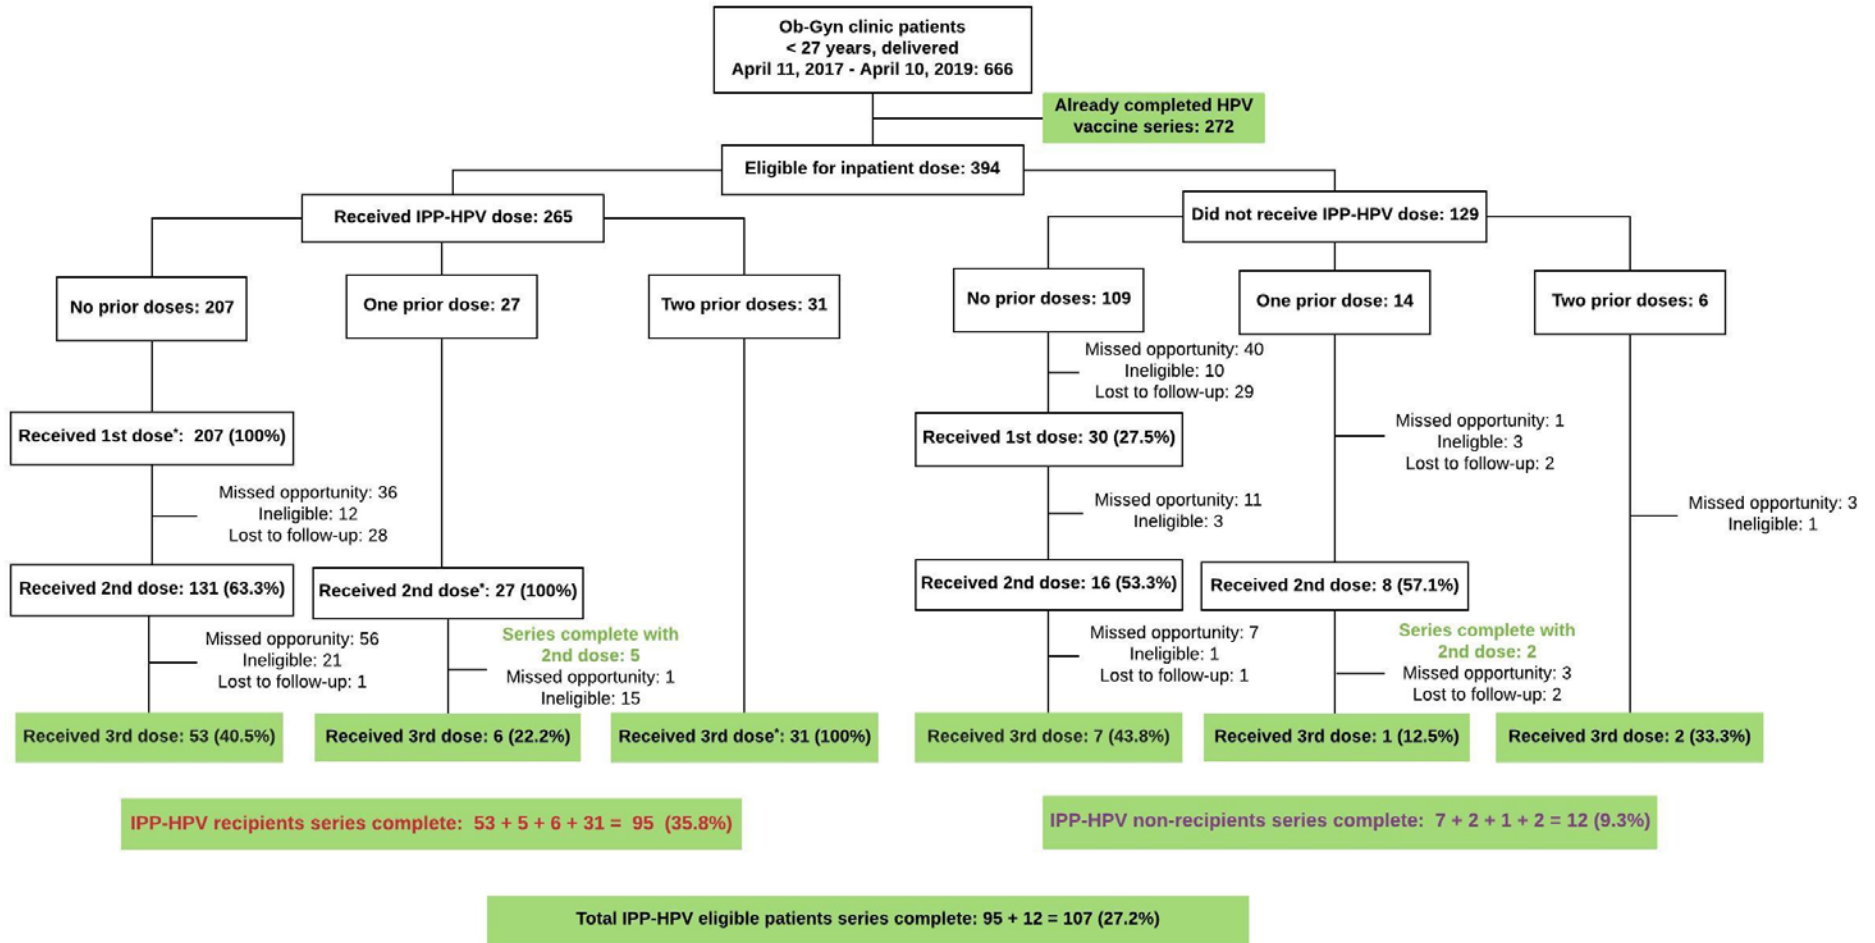 Ob-Gyn clinic patients
< 27 years, delivered
April 11, 2017 - April 10, 2019: 666
Already completed HPV
vaccine series: 272
Eligible for inpatient dose: 394
Received IPP-HPV dose: 265
Did not receive IPP-HPV dose: 129
No prior doses: 207
One prior dose: 27
Two prior doses: 31
No prior doses: 109
One prior dose: 14
Two prior doses: 6
Missed opportunity: 40
Ineligible: 10
Lost to follow-up: 29
Received 1st dose*: 207 (100%)
Received 1st dose: 30 (27.5%)
Missed opportunity: 1
Ineligble: 3
Lost to follow-up: 2
Missed opportunity: 36
Ineligible: 12
Lost to follow-up: 28
Missed oportunity: 11
Ineligible: 3
Missed opportunity: 3
Ineligible: 1
Received 2nd dose: 131 (63.3%)
Received 2nd dose*: 27 (100%)
Received 2nd dose: 16 (53.3%)
Received 2nd dose: 8 (57.1%)
Missed opporunity: 56
Ineligible: 21
Lost to follow-up: 1
Series complete with
2nd dose: 5
Missed opportunity: 1
Ineligible: 15
Missed opportunity: 7
Ineligible: 1
Lost to follow-up: 1
Series complete with
2nd dose: 2
Missed opportunity: 3
Lost to follow-up: 2
Received 3rd dose: 53 (40.5%)
Received 3rd dose: 6 (22.2%)
Received 3rd dose*: 31 (100%)
Received 3rd dose: 7 (43.8%)
Received 3rd dose: 1 (12.5%)
Received 3rd dose: 2 (33.3%)
IPP-HPV recipients series complete: 53 + 5 + 6 + 31 = 95 (35.8%)
IPP-HPV non-recipients series complete: 7 + 2 + 1 + 2 = 12 (9.3%)
Total IPP-HPV eligible patients series complete: 95 + 12 = 107 (27.2%)